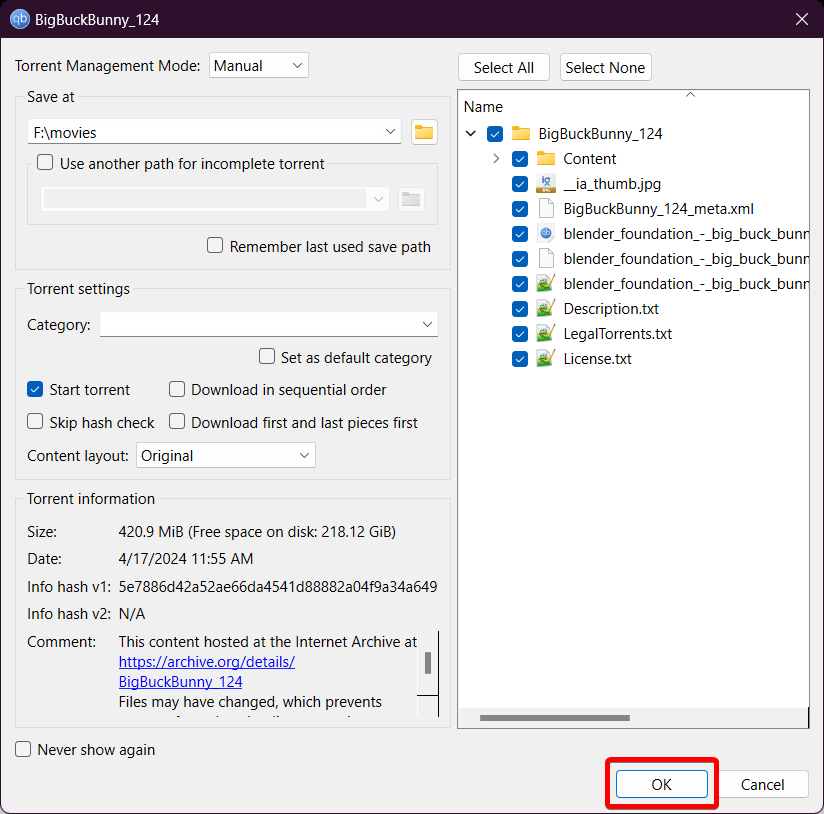 BigBuckBunny_124
Torrent Management Mode: Manual
Save at
F:\movies
Use another path for incomplete torrent
Remember last used save path
Torrent settings
Category:
Set as default category
Start torrent
Download in sequential order
Skip hash check
Download first and last pieces first
Content layout: Original
Torrent information
Size: 420.9 MiB (Free space on disk: 218.12 GiB)
Date: 4/17/2024 11:55 AM
Info hash v1: 5e7886d42a52ae66da4541d88882a04f9a34a649
Info hash v2: N/A
Comment: This content hosted at the Internet Archive at
https://archive.org/details/
BigBuckBunny_124
Files may have changed, which prevents
Never show again
Select All
Select None
Name
BigBuckBunny_124
Content
__ia_thumb.jpg
BigBuckBunny_124_meta.xml
blender_foundation_-_big_buck_bunn
blender_foundation_-_big_buck_bunn
blender_foundation_-_big_buck_bunn
Description.txt
LegalTorrents.txt
License.txt
OK
Cancel